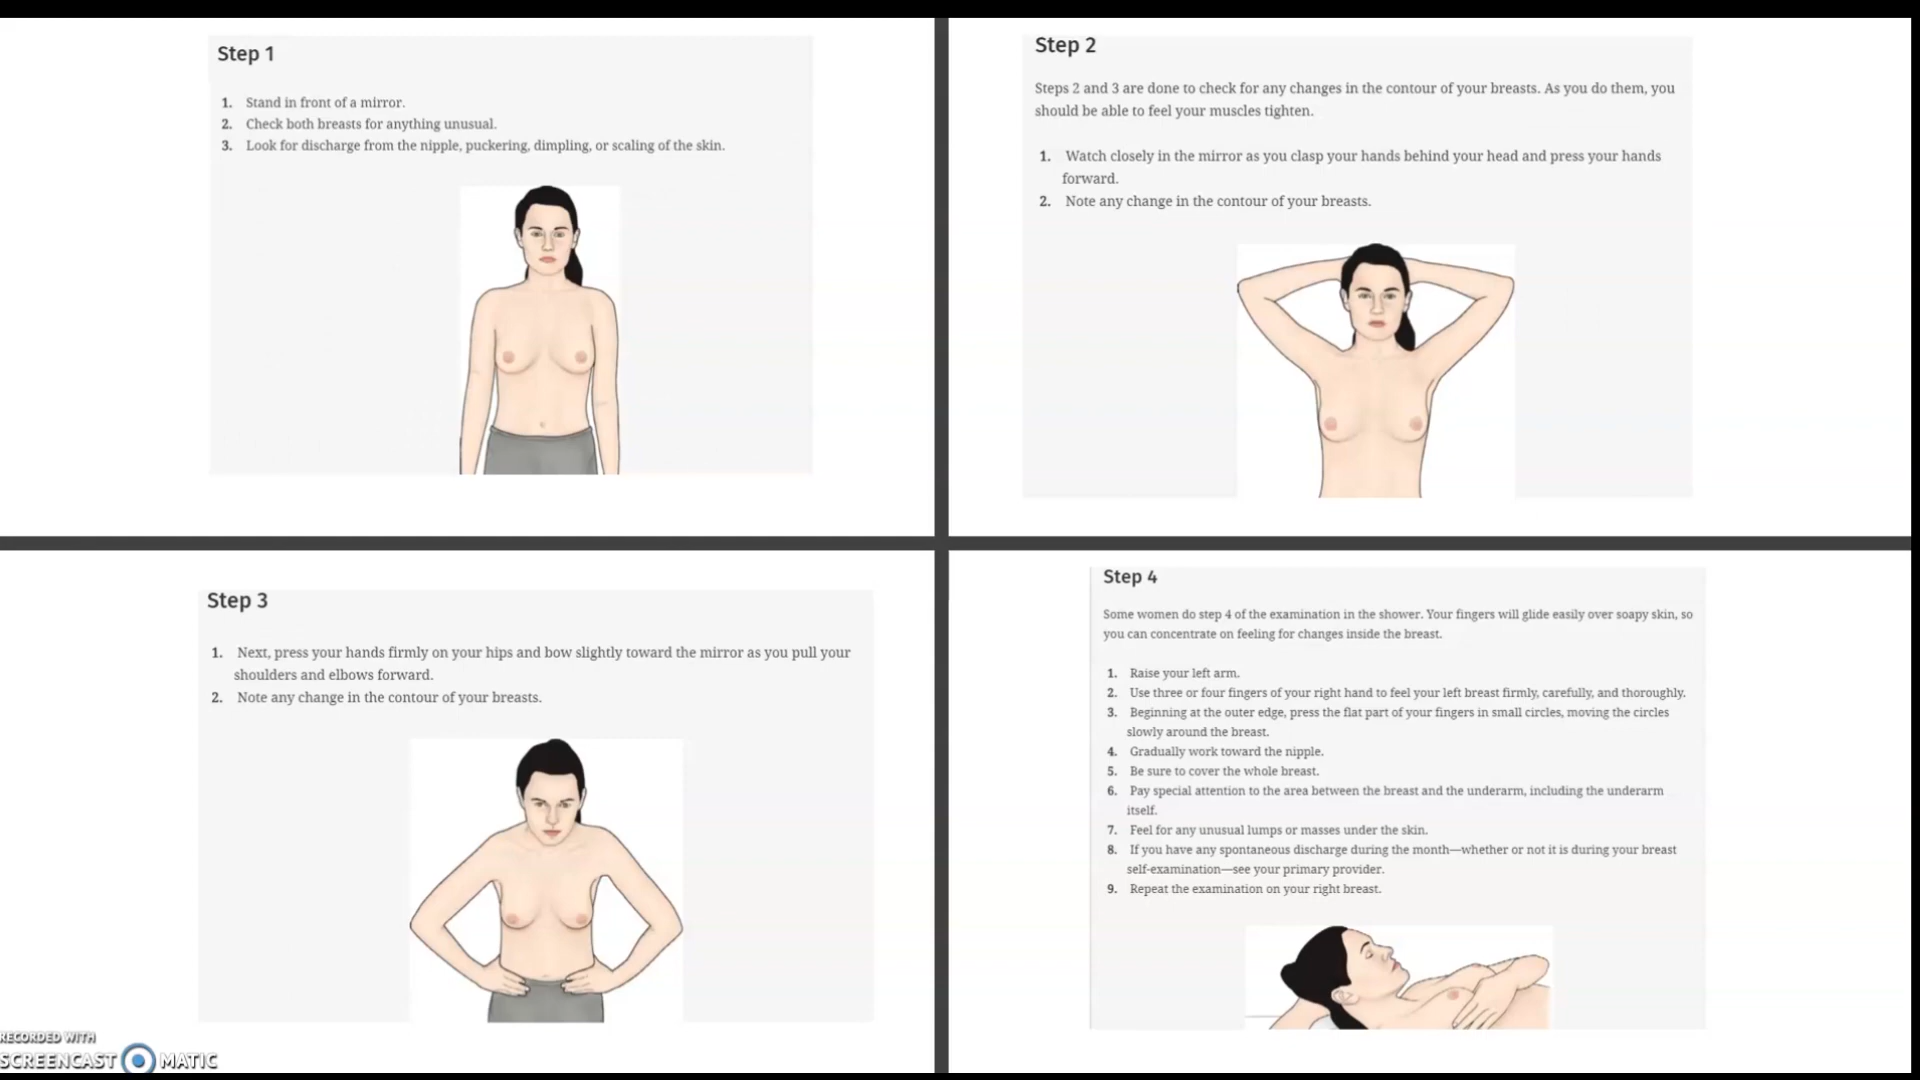 Step 1
1. Stand in front of a mirror.
2. Check both breasts for anything unusual.
3. Look for discharge from the nipple, puckering, dimpling, or scaling of the skin.
Step 2
Steps 2 and 3 are done to check for any changes in the contour of your breasts. As you do them, you
should be able to feel your muscles tighten.
1. Watch closely in the mirror as you clasp your hands behind your head and press your hands
forward.
2. Note any change in the contour of your breasts.
Step 3
1. Next, press your hands firmly on your hips and bow slightly toward the mirror as you pull your
shoulders and elbows forward.
2. Note any change in the contour of your breasts.
Step 4
Some women do step 4 of the examination in the shower. Your fingers will glide easily over soapy skin, so
you can concentrate on feeling for changes inside the breast.
1. Raise your left arm.
2. Use three or four fingers of your right hand to feel your left breast firmly, carefully, and thoroughly.
3. Beginning at the outer edge, press the flat part of your fingers in small circles, moving the circles
slowly around the breast.
4. Gradually work toward the nipple.
5. Be sure to cover the whole breast.
6. Pay special attention to the area between the breast and the underarm, including the underarm
itself.
7. Feel for any unusual lumps or masses under the skin.
8. If you have any spontaneous discharge during the month—whether or not it is during your breast
self-examination—see your primary provider.
9. Repeat the examination on your right breast.
RECORDED WITH
SCREENCAST MATIC